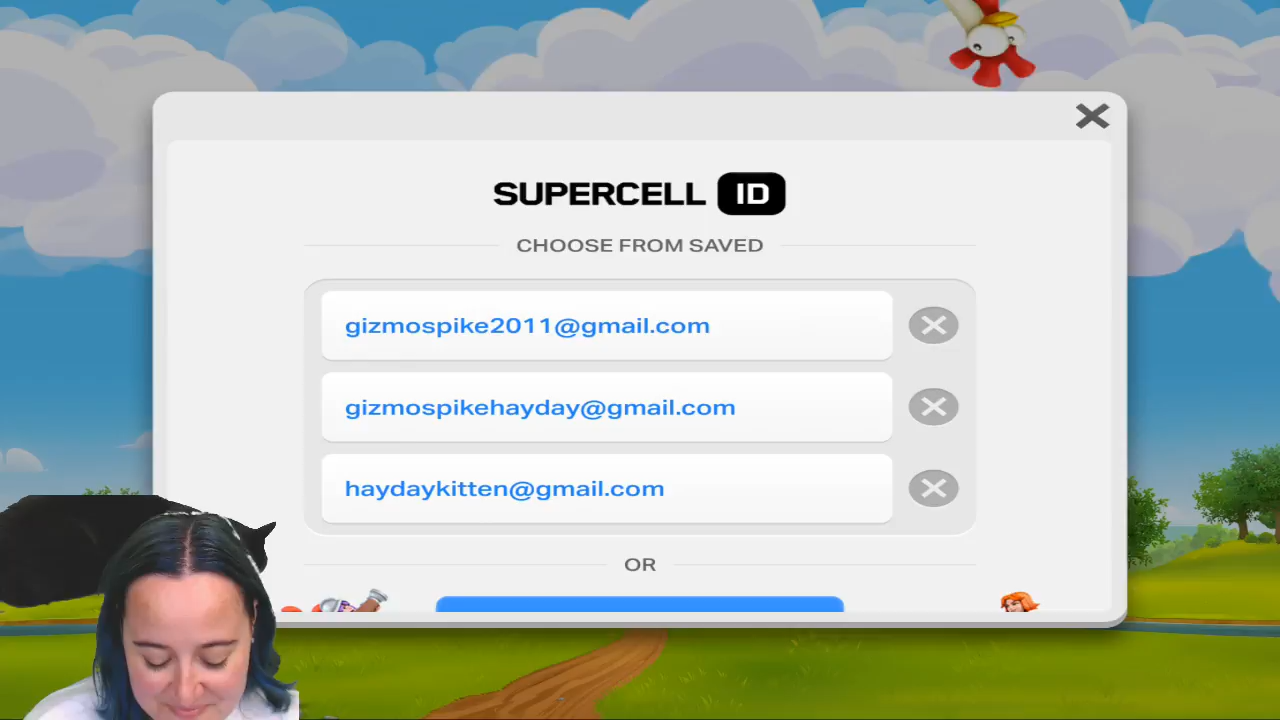 SUPERCELL ID
CHOOSE FROM SAVED
gizmospike2011@gmail.com
gizmospikehayday@gmail.com
haydaykitten@gmail.com
OR